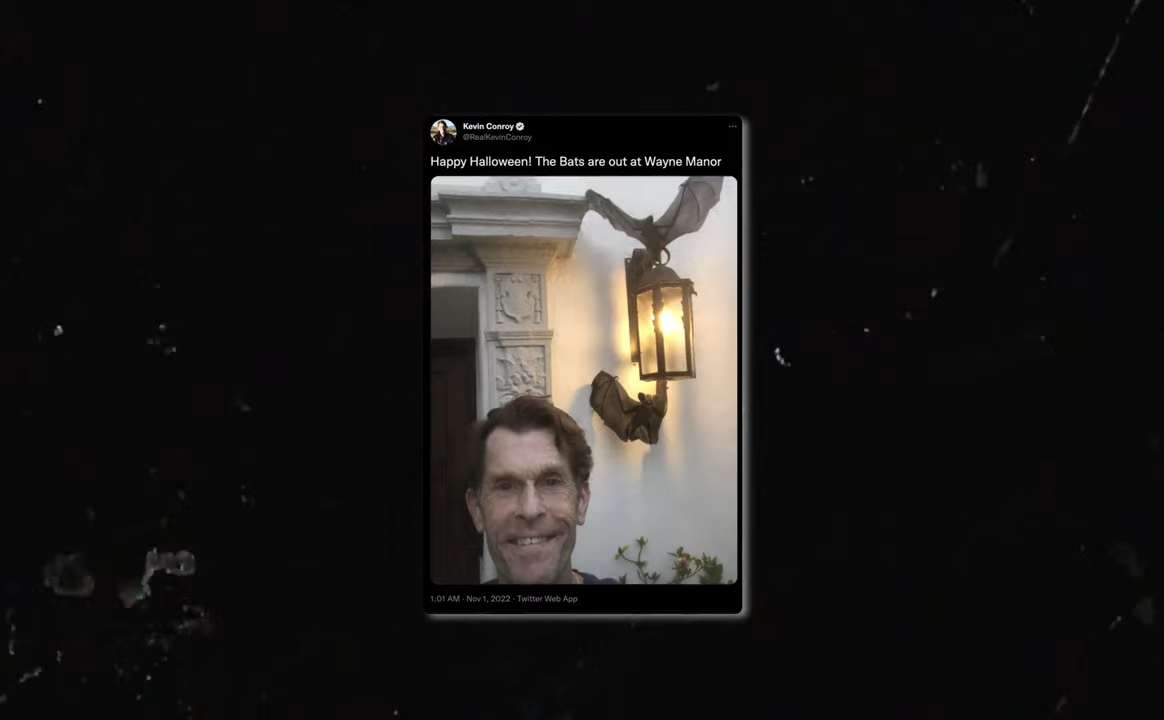 Kevin Conroy
@RealKevinConroy
Happy Halloween! The Bats are out at Wayne Manor
1:01 AM · Nov 1, 2022 · Twitter Web App